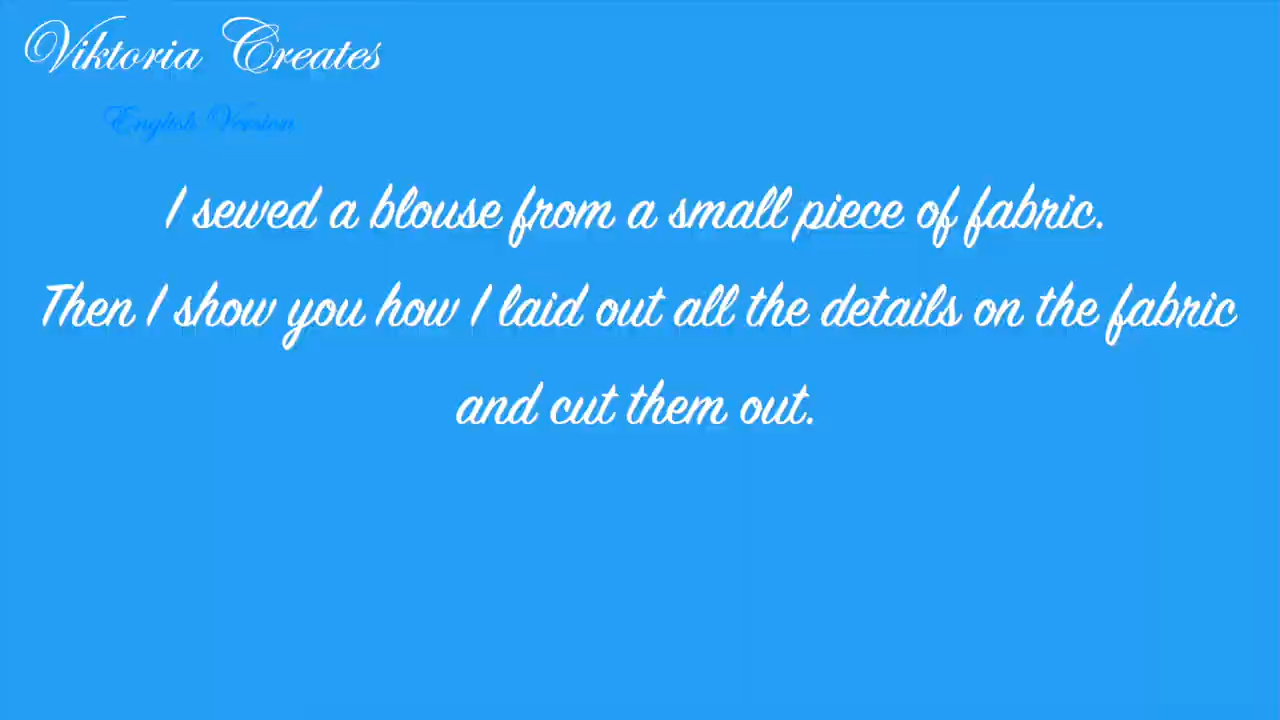 Viktoria Creates
English Version
I sewed a blouse from a small piece of fabric.
Then I show you how I laid out all the details on the fabric
and cut them out.